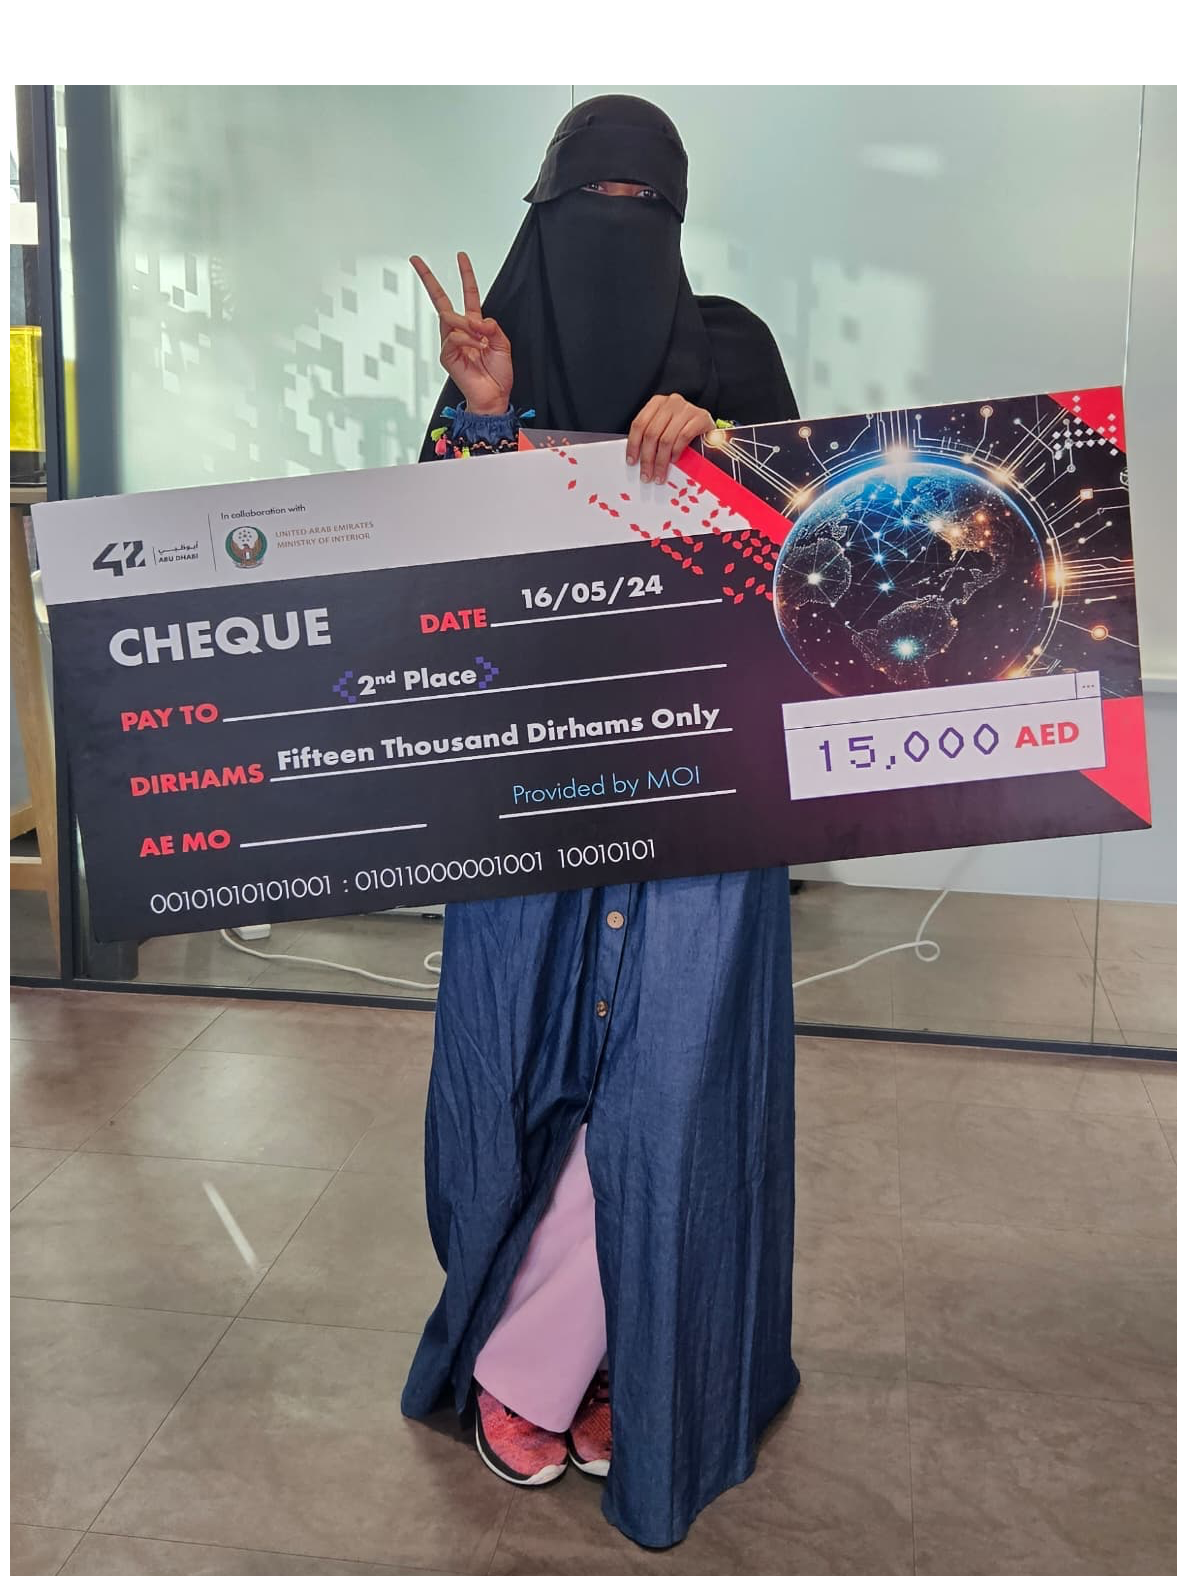 42 أبوظبي
ABU DHABI
In collaboration with
UNITED ARAB EMIRATES
MINISTRY OF INTERIOR
CHEQUE
DATE 16/05/24
PAY TO 2nd Place
DIRHAMS Fifteen Thousand Dirhams Only
15,000 AED
AE MO
Provided by MOI
00101010101001 : 01011000001001 10010101